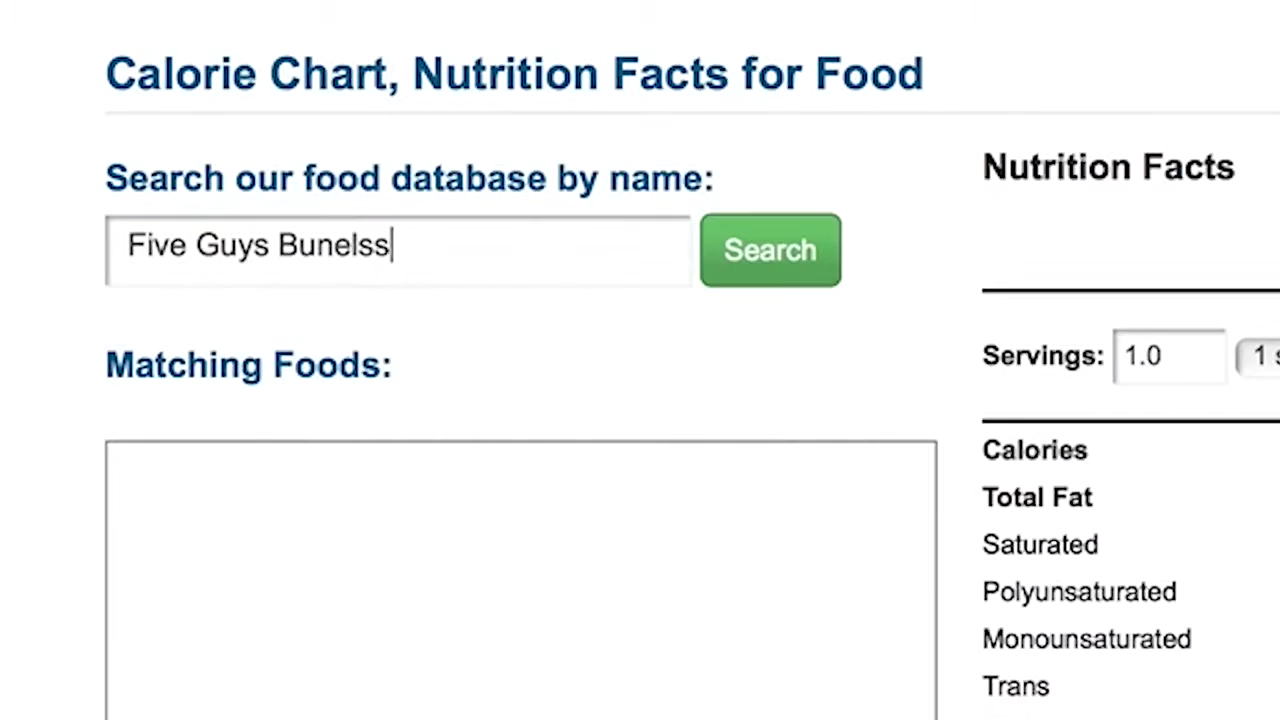 Calorie Chart, Nutrition Facts for Food
Search our food database by name:
Five Guys Bunelss
Search
Matching Foods:
Nutrition Facts
Servings: 1.0 1 s
Calories
Total Fat
Saturated
Polyunsaturated
Monounsaturated
Trans